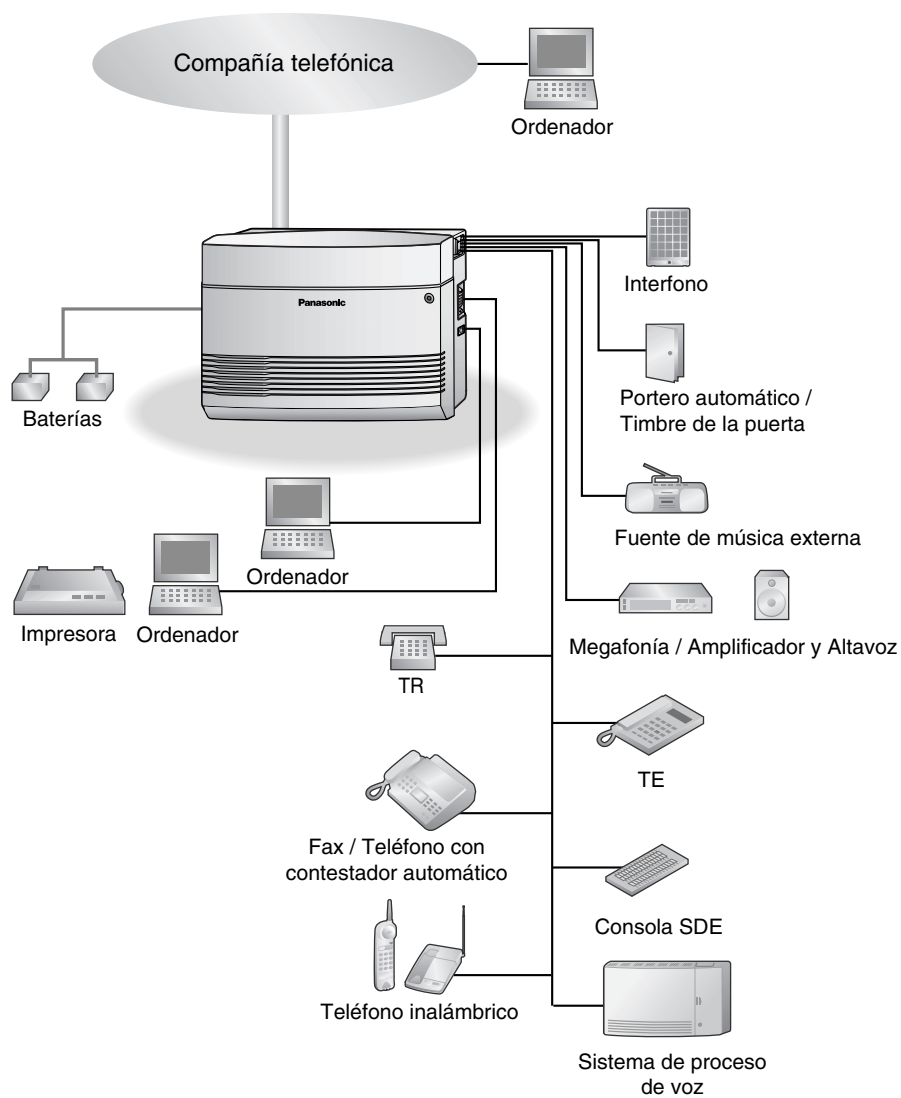 Compañía telefónica
Ordenador
Interfono
Panasonic
Portero automático /
Timbre de la puerta
Baterías
Fuente de música externa
Ordenador
Impresora
Ordenador
Megafonía / Amplificador y Altavoz
TR
TE
Fax / Teléfono con
contestador automático
Consola SDE
Teléfono inalámbrico
Sistema de proceso
de voz